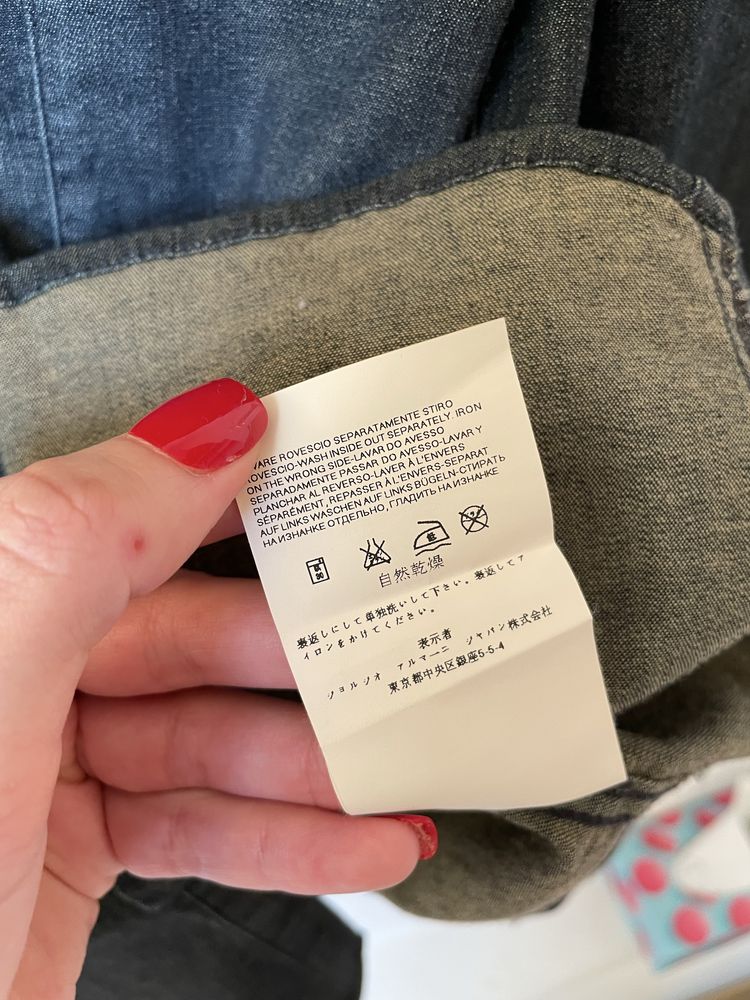 ROVESCIO SEPARATAMENTE STIRO
ROVESCIO-WASH INSIDE OUT SEPARATELY. IRON
ON THE WRONG SIDE-LAVAR DO AVESSO
SEPARADAMENTE PASSAR DO AVESSO-LAVAR Y
PLANCHAR AL REVERSO-LAVER À L'ENVERS
SÉPARÉMENT, REPASSER À L'ENVERS-SEPARAT
AUF LINKS WASCHEN AUF LINKS BÜGELN-СТИРАТЬ
НА ИЗНАНКЕ ОТДЕЛЬНО, ГЛАДИТЬ НА ИЗНАНКЕ
低
自然乾燥
裏返しにして単独洗いして下さい。裏返してア
イロンをかけてください。
表示者
ジョルジオ アルマーニ ジャパン株式会社
東京都中央区銀座5-5-4